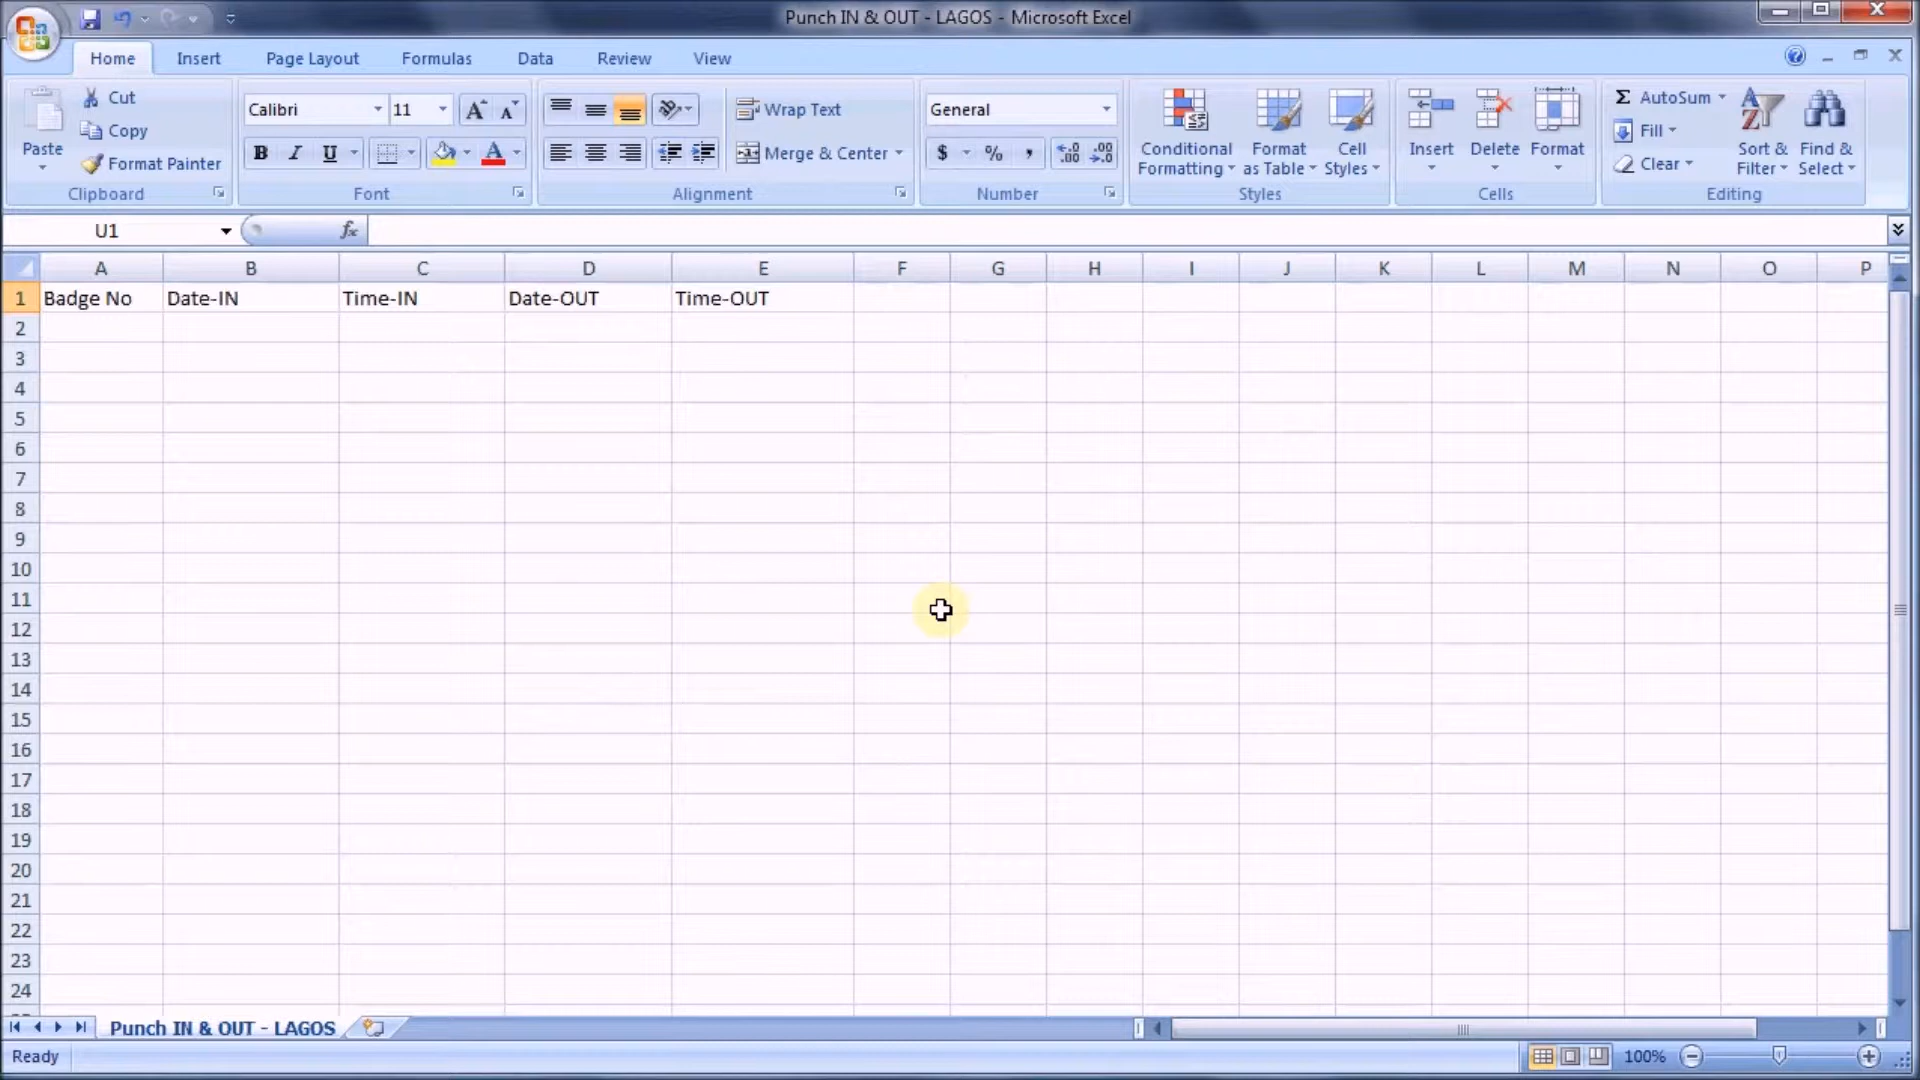 Punch IN & OUT - LAGOS - Microsoft Excel
Home Insert Page Layout Formulas Data Review View
Paste
Cut
Copy
Format Painter
Clipboard
Calibri 11
B I U
Font
Wrap Text
Merge & Center
Alignment
General
$ % ,
Number
Conditional Formatting
Format as Table
Cell Styles
Styles
Insert
Delete
Format
Cells
Σ AutoSum
Fill
Clear
Sort & Filter
Find & Select
Editing
U1 fx
A B C D E F G H I J K L M N O P
1 Badge No Date-IN Time-IN Date-OUT Time-OUT
2
3
4
5
6
7
8
9
10
11
12
13
14
15
16
17
18
19
20
21
22
23
24
Punch IN & OUT - LAGOS
Ready 100%